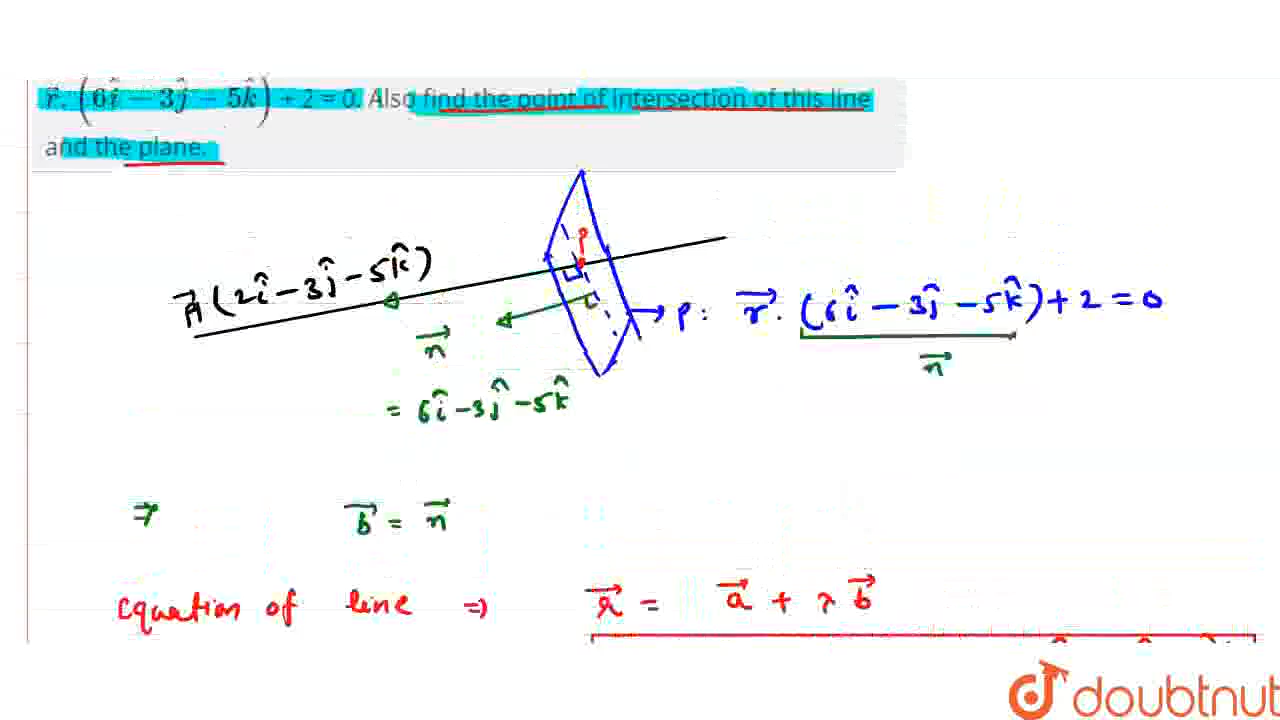 r⃗. (6î − 3ĵ − 5k̂) + 2 = 0. Also find the point of intersection of this line
and the plane.
A⃗ (2î − 3ĵ − 5k̂)
P
P: r⃗. (6î − 3ĵ − 5k̂) + 2 = 0
n⃗
n⃗
= 6î − 3ĵ − 5k̂
⇒ b⃗ = n⃗
Equation of line ⇒ r⃗ = a⃗ + λ b⃗
doubtnut